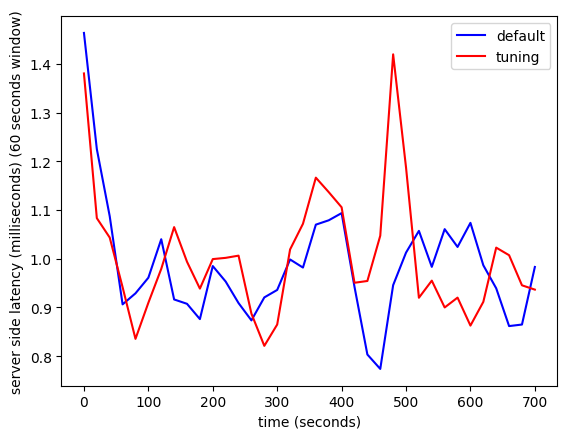 server side latency (milliseconds) (60 seconds window)
1.4
1.3
1.2
1.1
1.0
0.9
0.8
default
tuning
0 100 200 300 400 500 600 700
time (seconds)